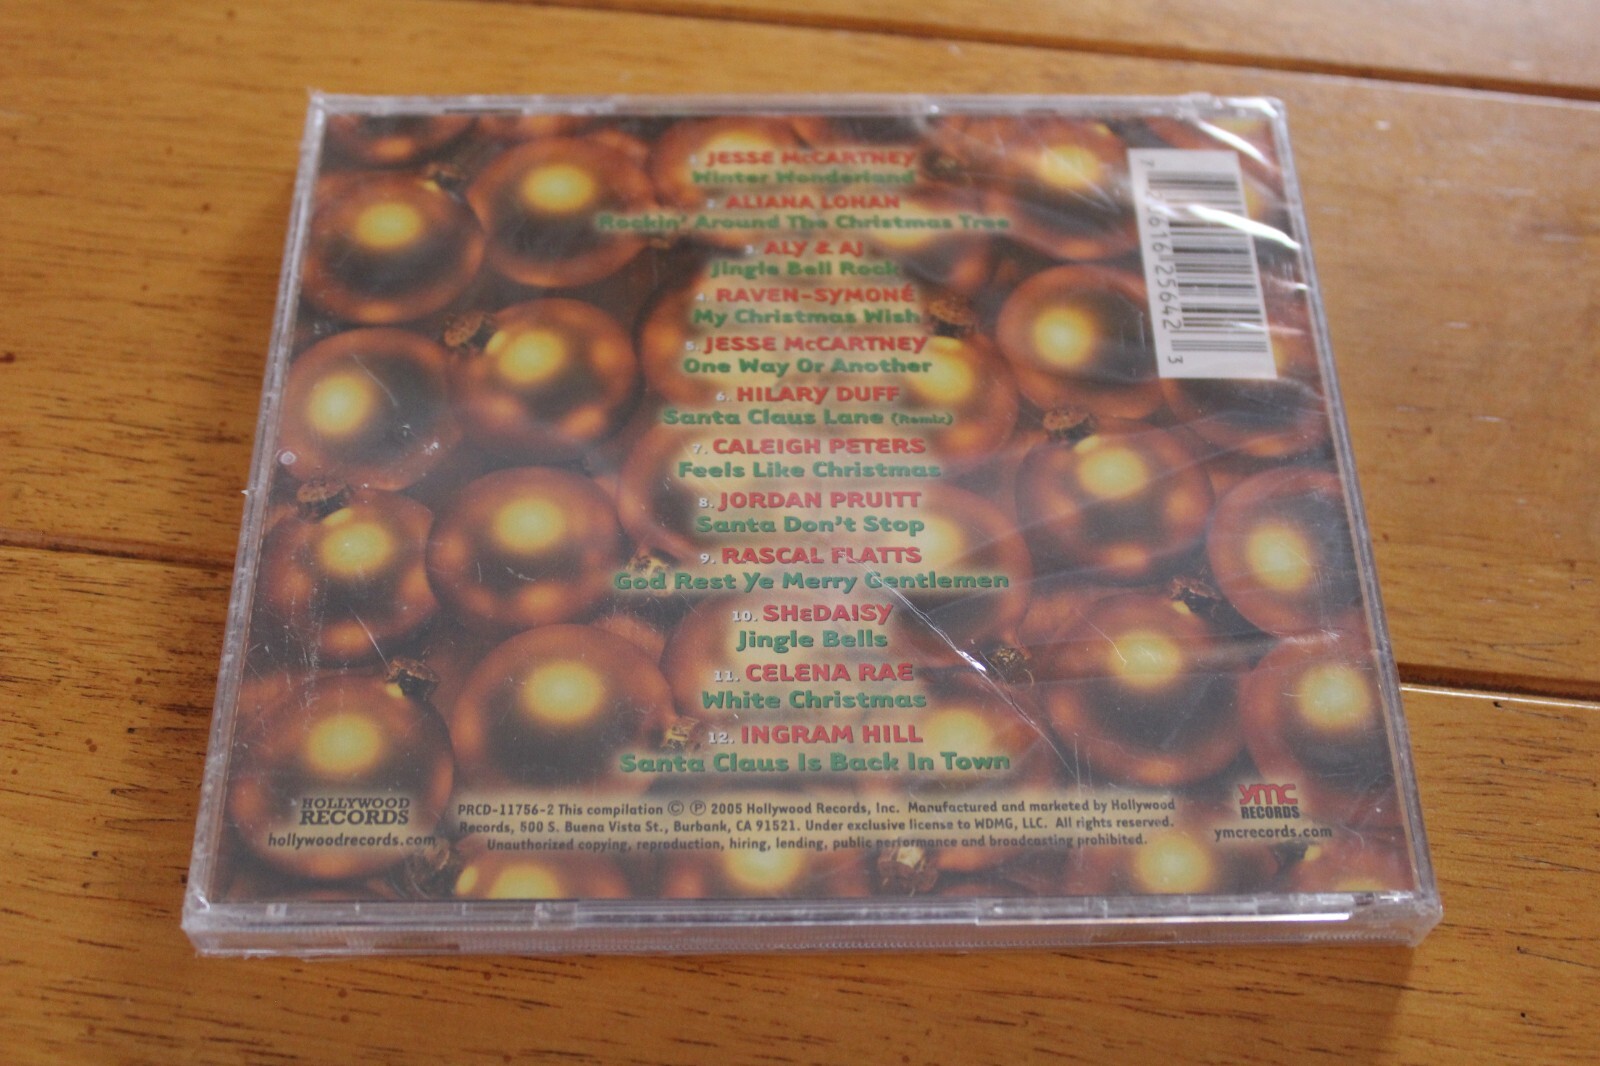 1. JESSE McCARTNEY
Winter Wonderland
2. ALIANA LOHAN
Rockin' Around The Christmas Tree
3. ALY & AJ
Jingle Bell Rock
4. RAVEN-SYMONÉ
My Christmas Wish
5. JESSE McCARTNEY
One Way Or Another
6. HILARY DUFF
Santa Claus Lane (Remix)
7. CALEIGH PETERS
Feels Like Christmas
8. JORDAN PRUITT
Santa Don't Stop
9. RASCAL FLATTS
God Rest Ye Merry Gentlemen
10. SHeDAISY
Jingle Bells
11. CELENA RAE
White Christmas
12. INGRAM HILL
Santa Claus Is Back In Town
HOLLYWOOD
RECORDS
hollywoodrecords.com
PRCD-11756-2 This compilation © ℗ 2005 Hollywood Records, Inc. Manufactured and marketed by Hollywood
Records, 500 S. Buena Vista St., Burbank, CA 91521. Under exclusive license to WDMG, LLC. All rights reserved.
Unauthorized copying, reproduction, hiring, lending, public performance and broadcasting prohibited.
ymc
RECORDS
ymcrecords.com